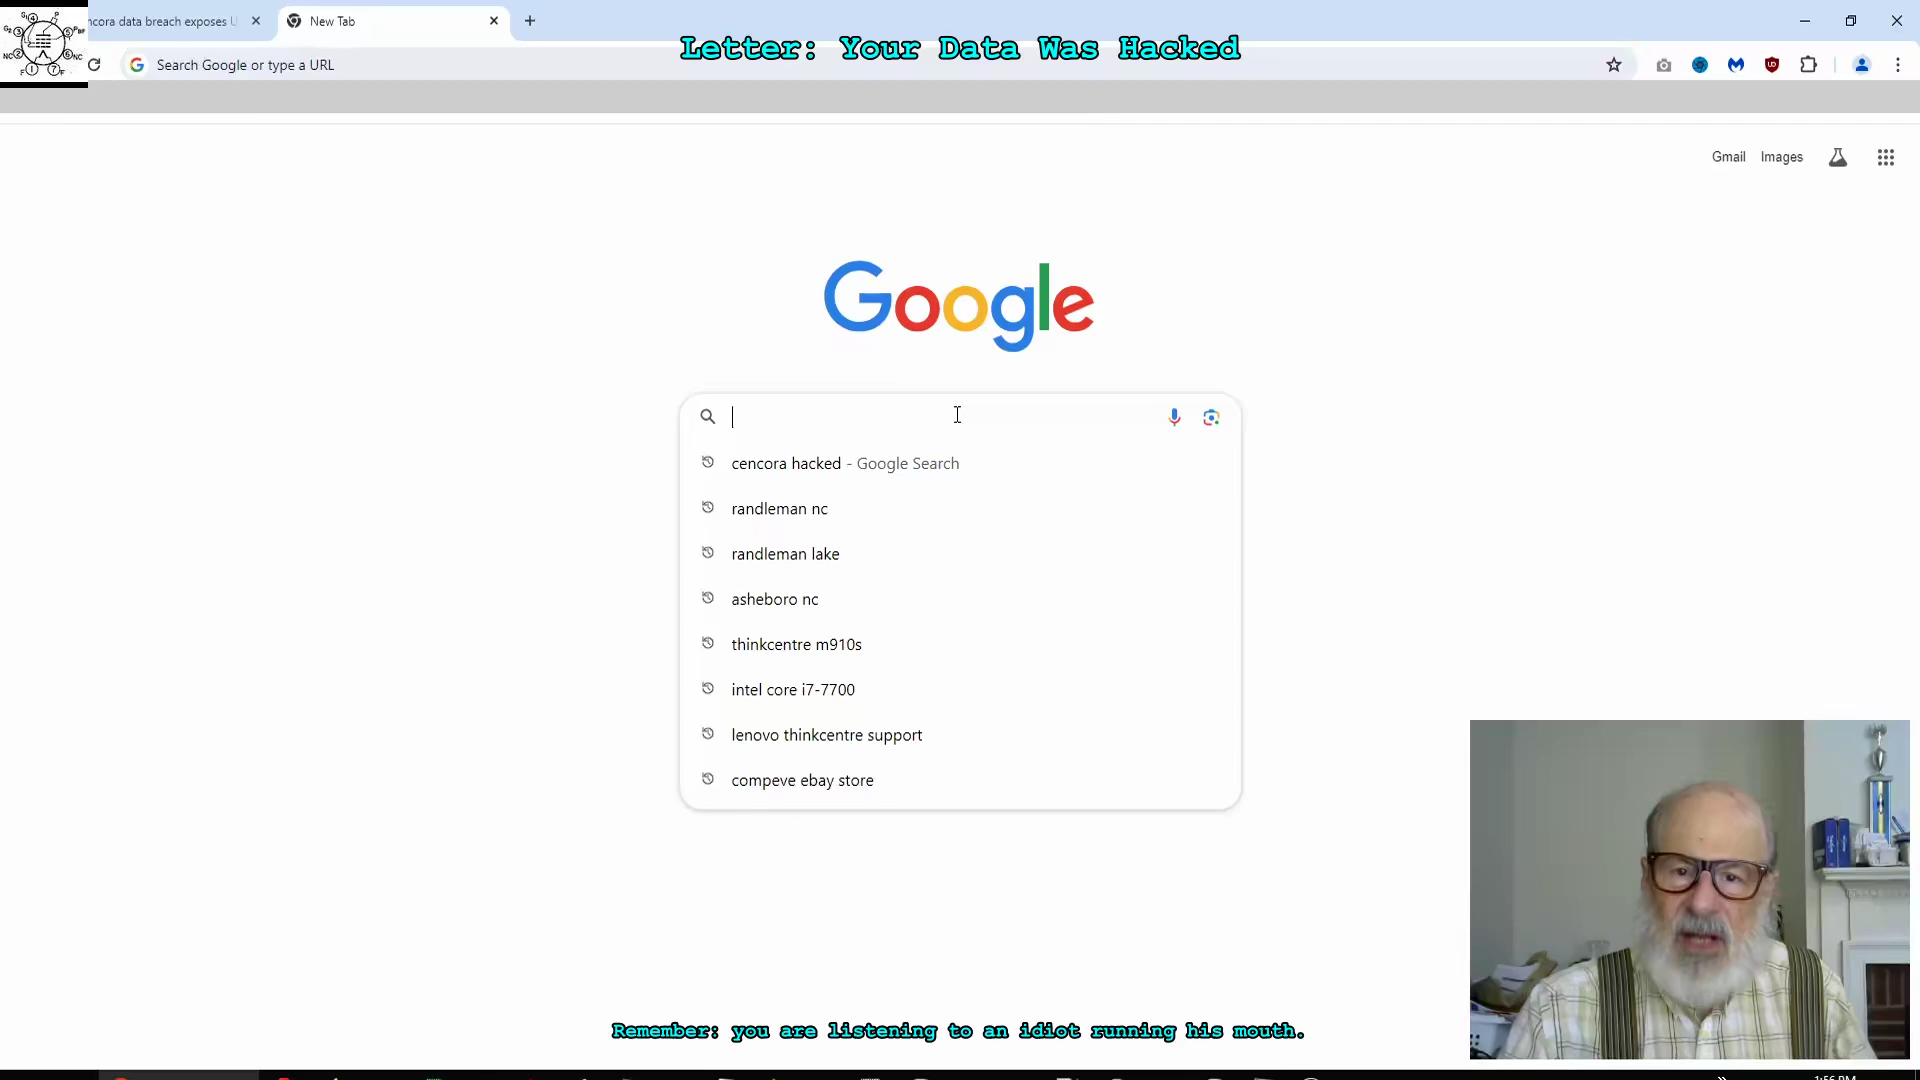 ncora data breach exposes U
New Tab
Letter: Your Data Was Hacked
Search Google or type a URL
Gmail Images
Google
cencora hacked - Google Search
randleman nc
randleman lake
asheboro nc
thinkcentre m910s
intel core i7-7700
lenovo thinkcentre support
compeve ebay store
Remember: you are listening to an idiot running his mouth.